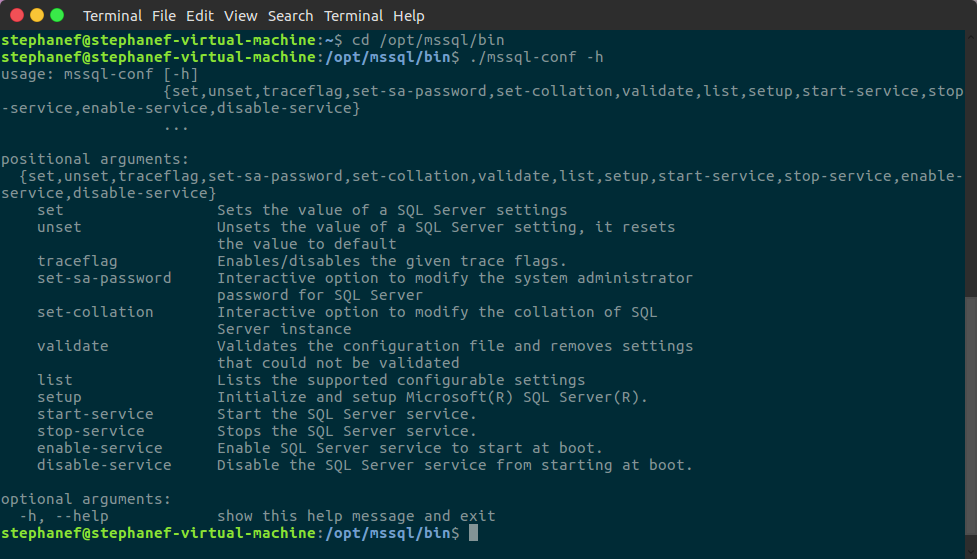 Terminal File Edit View Search Terminal Help
stephanef@stephanef-virtual-machine:~$ cd /opt/mssql/bin
stephanef@stephanef-virtual-machine:/opt/mssql/bin$ ./mssql-conf -h
usage: mssql-conf [-h]
                  {set,unset,traceflag,set-sa-password,set-collation,validate,list,setup,start-service,stop
-service,enable-service,disable-service}
                  ...

positional arguments:
  {set,unset,traceflag,set-sa-password,set-collation,validate,list,setup,start-service,stop-service,enable-
service,disable-service}
    set                 Sets the value of a SQL Server settings
    unset               Unsets the value of a SQL Server setting, it resets
                        the value to default
    traceflag           Enables/disables the given trace flags.
    set-sa-password     Interactive option to modify the system administrator
                        password for SQL Server
    set-collation       Interactive option to modify the collation of SQL
                        Server instance
    validate            Validates the configuration file and removes settings
                        that could not be validated
    list                Lists the supported configurable settings
    setup               Initialize and setup Microsoft(R) SQL Server(R).
    start-service       Start the SQL Server service.
    stop-service        Stops the SQL Server service.
    enable-service      Enable SQL Server service to start at boot.
    disable-service     Disable the SQL Server service from starting at boot.

optional arguments:
  -h, --help            show this help message and exit
stephanef@stephanef-virtual-machine:/opt/mssql/bin$